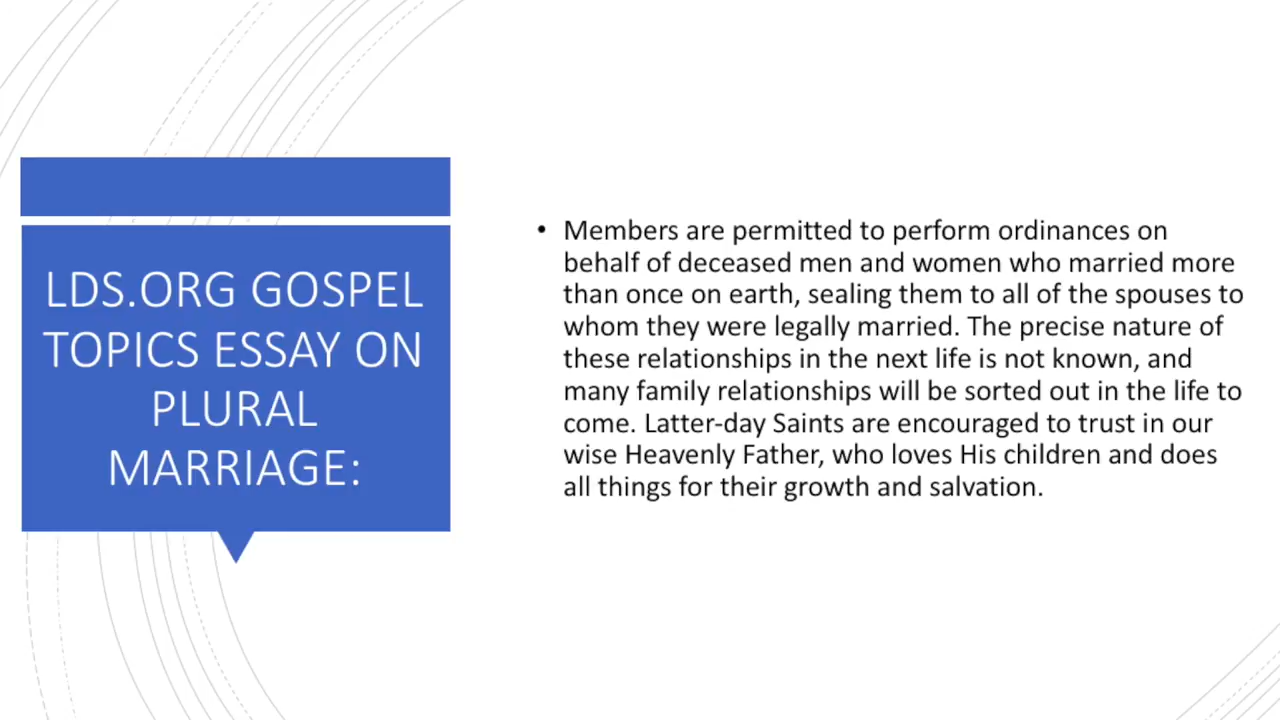 LDS.ORG GOSPEL
TOPICS ESSAY ON
PLURAL
MARRIAGE:
• Members are permitted to perform ordinances on
behalf of deceased men and women who married more
than once on earth, sealing them to all of the spouses to
whom they were legally married. The precise nature of
these relationships in the next life is not known, and
many family relationships will be sorted out in the life to
come. Latter-day Saints are encouraged to trust in our
wise Heavenly Father, who loves His children and does
all things for their growth and salvation.